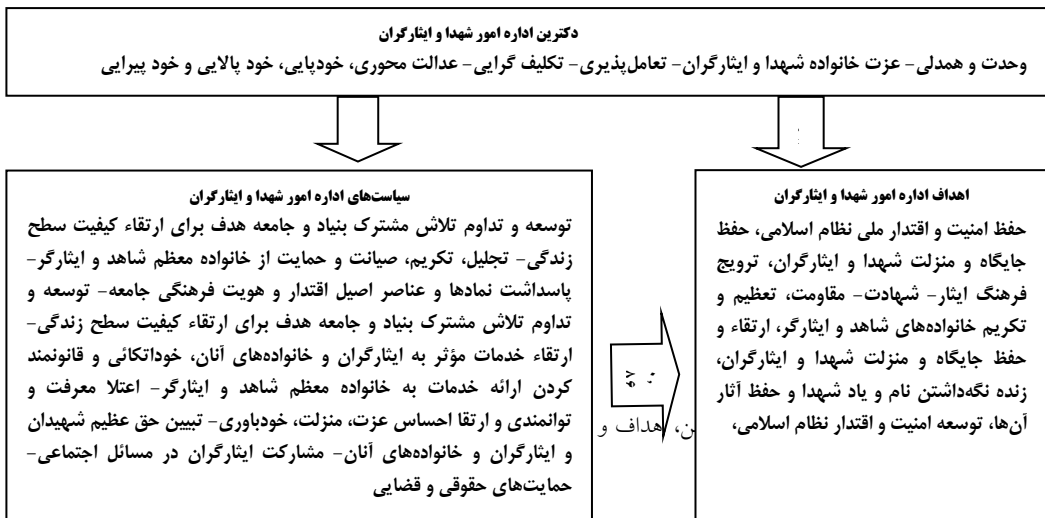 دکترین اداره امور شهدا و ایثارگران
وحدت و همدلی- عزت خانواده شهدا و ایثارگران- تعامل‌پذیری- تکلیف گرایی- عدالت محوری، خودپایی، خود پالایی و خود پیرایی
اهداف اداره امور شهدا و ایثارگران
حفظ امنیت و اقتدار ملی نظام اسلامی، حفظ
جایگاه و منزلت شهدا و ایثارگران، ترویج
فرهنگ ایثار- شهادت- مقاومت، تعظیم و
تکریم خانواده‌های شاهد و ایثارگر، ارتقاء و
حفظ جایگاه و منزلت شهدا و ایثارگران،
زنده نگه‌داشتن نام و یاد شهدا و حفظ آثار
آن‌ها، توسعه امنیت و اقتدار نظام اسلامی،
سیاست‌های اداره امور شهدا و ایثارگران
توسعه و تداوم تلاش مشترک بنیاد و جامعه هدف برای ارتقاء کیفیت سطح
زندگی- تجلیل، تکریم، صیانت و حمایت از خانواده معظم شاهد و ایثارگر-
پاسداشت نمادها و عناصر اصیل اقتدار و هویت فرهنگی جامعه- توسعه و
تداوم تلاش مشترک بنیاد و جامعه هدف برای ارتقاء کیفیت سطح زندگی-
ارتقاء خدمات مؤثر به ایثارگران و خانواده‌های آنان، خوداتکائی و قانونمند
کردن ارائه خدمات به خانواده معظم شاهد و ایثارگر- اعتلا معرفت و
توانمندی و ارتقا احساس عزت، منزلت، خودباوری- تبیین حق عظیم شهیدان
و ایثارگران و خانواده‌های آنان- مشارکت ایثارگران در مسائل اجتماعی-
حمایت‌های حقوقی و قضایی
اهداف و